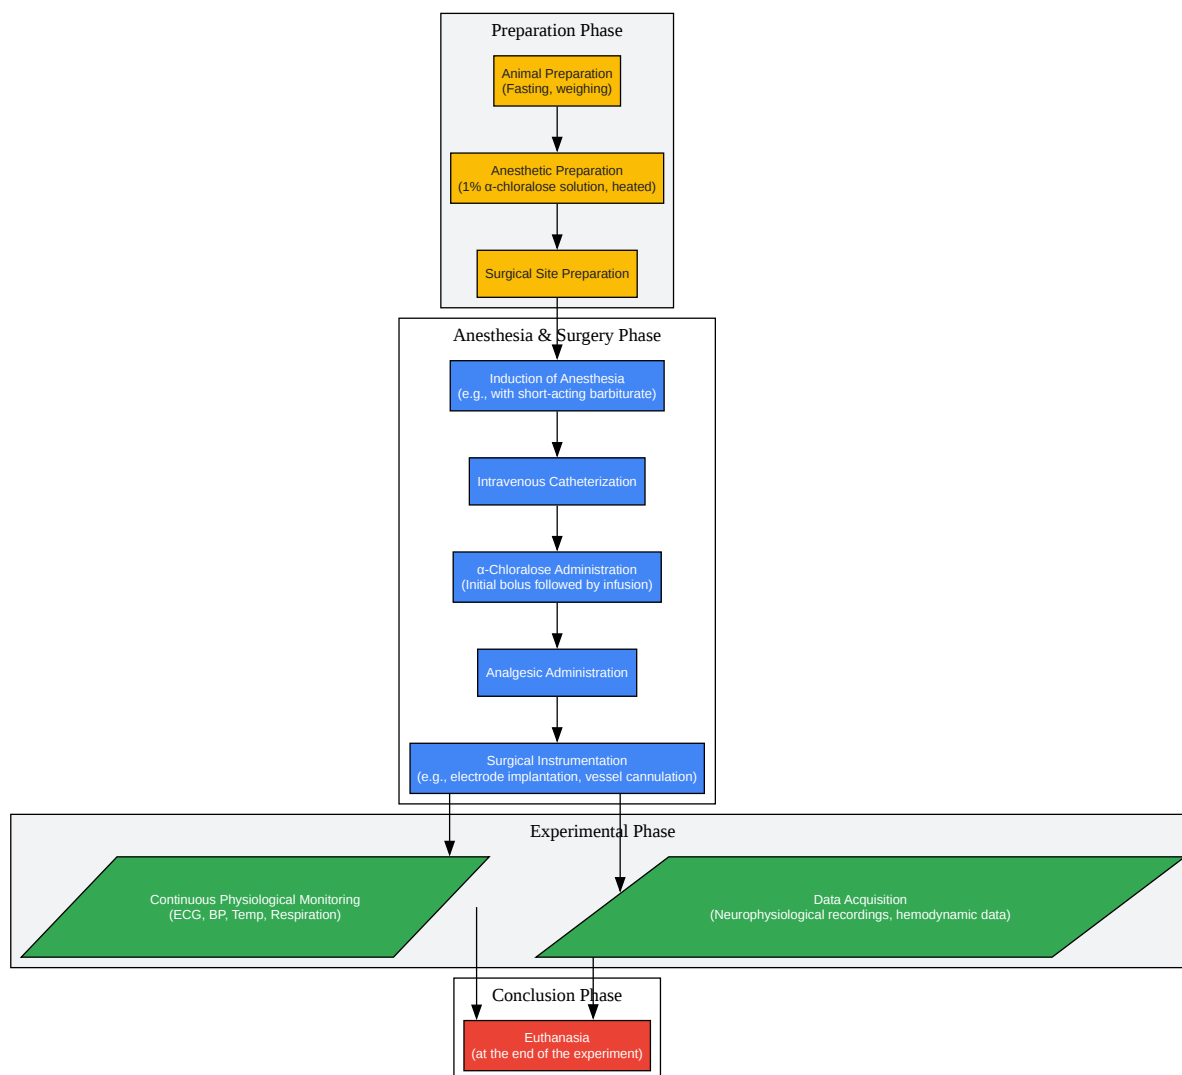 Preparation Phase
Animal Preparation
(Fasting, weighing)
Anesthetic Preparation
(1% α-chloralose solution, heated)
Surgical Site Preparation
Anesthesia & Surgery Phase
Induction of Anesthesia
(e.g., with short-acting barbiturate)
Intravenous Catheterization
α-Chloralose Administration
(Initial bolus followed by infusion)
Analgesic Administration
Surgical Instrumentation
(e.g., electrode implantation, vessel cannulation)
Experimental Phase
Continuous Physiological Monitoring
(ECG, BP, Temp, Respiration)
Data Acquisition
(Neurophysiological recordings, hemodynamic data)
Conclusion Phase
Euthanasia
(at the end of the experiment)